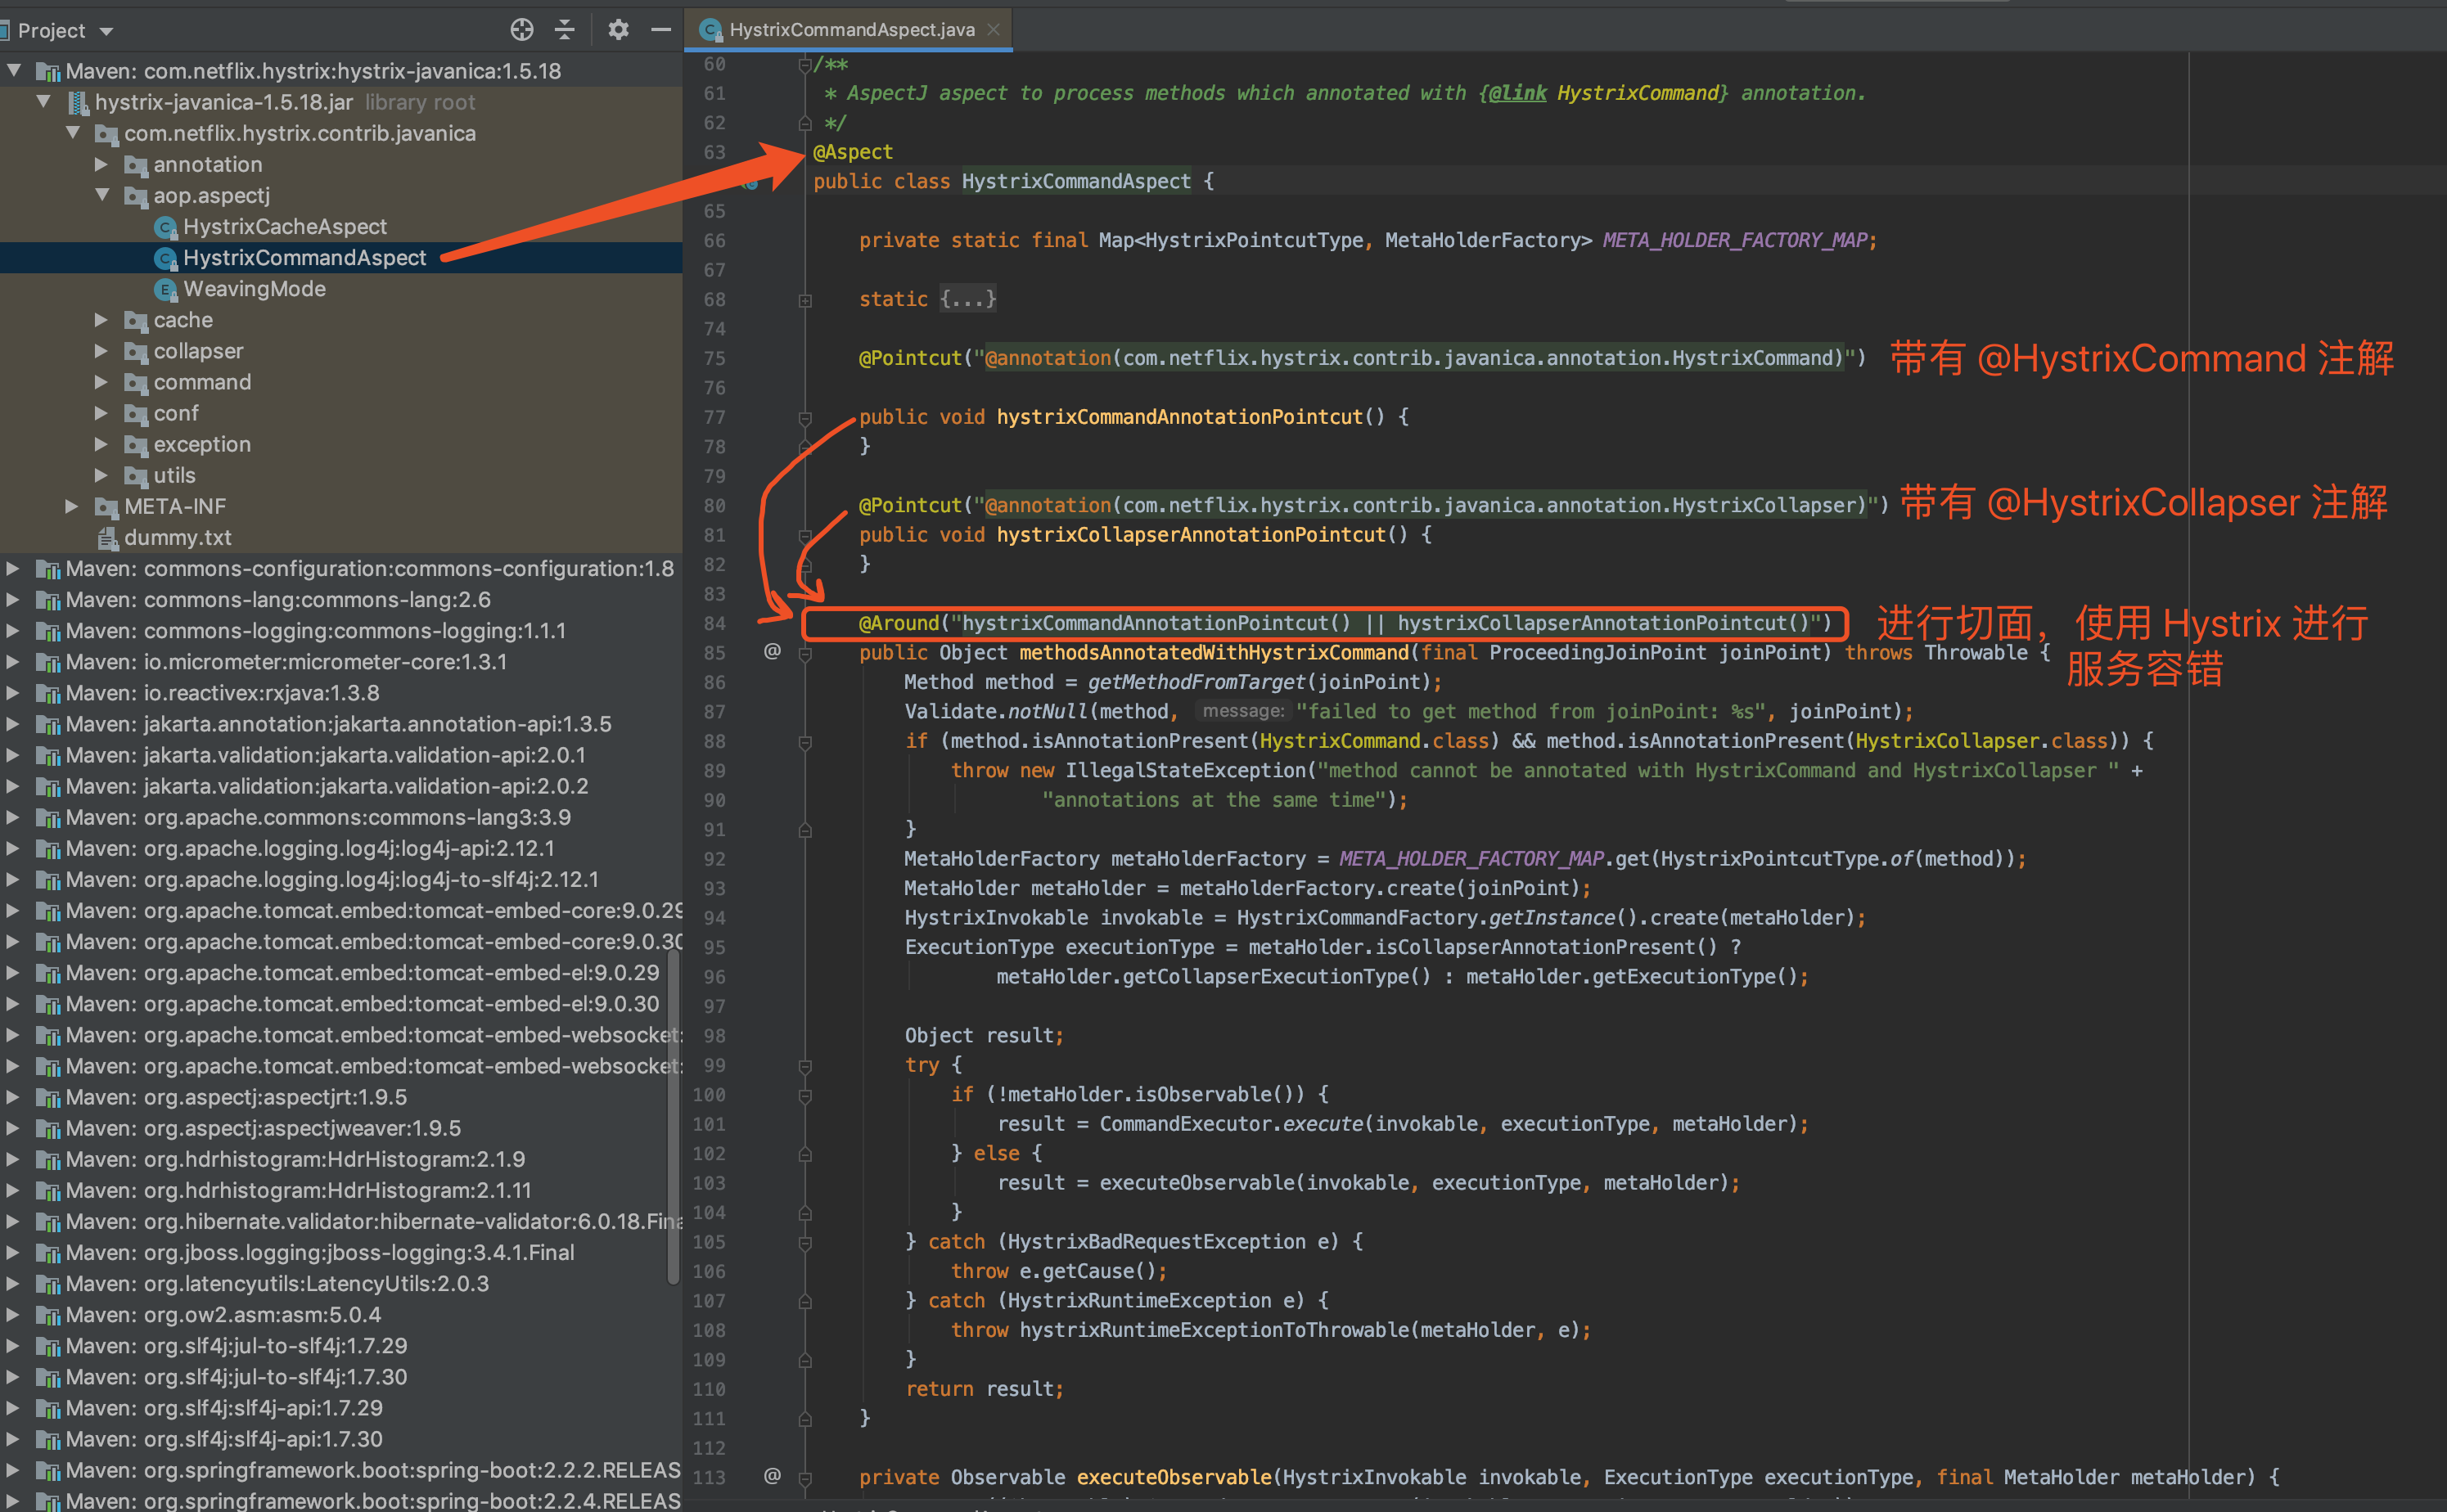 Project
Maven: com.netflix.hystrix:hystrix-javanica:1.5.18
hystrix-javanica-1.5.18.jar library root
com.netflix.hystrix.contrib.javanica
annotation
aop.aspectj
HystrixCacheAspect
HystrixCommandAspect
WeavingMode
cache
collapser
command
conf
exception
utils
META-INF
dummy.txt
Maven: commons-configuration:commons-configuration:1.8
Maven: commons-lang:commons-lang:2.6
Maven: commons-logging:commons-logging:1.1.1
Maven: io.micrometer:micrometer-core:1.3.1
Maven: io.reactivex:rxjava:1.3.8
Maven: jakarta.annotation:jakarta.annotation-api:1.3.5
Maven: jakarta.validation:jakarta.validation-api:2.0.1
Maven: jakarta.validation:jakarta.validation-api:2.0.2
Maven: org.apache.commons:commons-lang3:3.9
Maven: org.apache.logging.log4j:log4j-api:2.12.1
Maven: org.apache.logging.log4j:log4j-to-slf4j:2.12.1
Maven: org.apache.tomcat.embed:tomcat-embed-core:9.0.29
Maven: org.apache.tomcat.embed:tomcat-embed-core:9.0.30
Maven: org.apache.tomcat.embed:tomcat-embed-el:9.0.29
Maven: org.apache.tomcat.embed:tomcat-embed-el:9.0.30
Maven: org.apache.tomcat.embed:tomcat-embed-websocket:
Maven: org.apache.tomcat.embed:tomcat-embed-websocket:
Maven: org.aspectj:aspectjrt:1.9.5
Maven: org.aspectj:aspectjweaver:1.9.5
Maven: org.hdrhistogram:HdrHistogram:2.1.9
Maven: org.hdrhistogram:HdrHistogram:2.1.11
Maven: org.hibernate.validator:hibernate-validator:6.0.18.Fina
Maven: org.jboss.logging:jboss-logging:3.4.1.Final
Maven: org.latencyutils:LatencyUtils:2.0.3
Maven: org.ow2.asm:asm:5.0.4
Maven: org.slf4j:jul-to-slf4j:1.7.29
Maven: org.slf4j:jul-to-slf4j:1.7.30
Maven: org.slf4j:slf4j-api:1.7.29
Maven: org.slf4j:slf4j-api:1.7.30
Maven: org.springframework.boot:spring-boot:2.2.2.RELEAS
Maven: org.springframework.boot:spring-boot:2.2.4.RELEAS
HystrixCommandAspect.java
60 /**
61 * AspectJ aspect to process methods which annotated with {@link HystrixCommand} annotation.
62 */
63 @Aspect
public class HystrixCommandAspect {
65
66 private static final Map<HystrixPointcutType, MetaHolderFactory> META_HOLDER_FACTORY_MAP;
67
68 static {...}
74
75 @Pointcut("@annotation(com.netflix.hystrix.contrib.javanica.annotation.HystrixCommand)") 带有 @HystrixCommand 注解
76
77 public void hystrixCommandAnnotationPointcut() {
78 }
79
80 @Pointcut("@annotation(com.netflix.hystrix.contrib.javanica.annotation.HystrixCollapser)") 带有 @HystrixCollapser 注解
81 public void hystrixCollapserAnnotationPointcut() {
82 }
83
84 @Around("hystrixCommandAnnotationPointcut() || hystrixCollapserAnnotationPointcut()") 进行切面，使用 Hystrix 进行
85 @ public Object methodsAnnotatedWithHystrixCommand(final ProceedingJoinPoint joinPoint) throws Throwable { 服务容错
86 Method method = getMethodFromTarget(joinPoint);
87 Validate.notNull(method, message: "failed to get method from joinPoint: %s", joinPoint);
88 if (method.isAnnotationPresent(HystrixCommand.class) && method.isAnnotationPresent(HystrixCollapser.class)) {
89 throw new IllegalStateException("method cannot be annotated with HystrixCommand and HystrixCollapser " +
90 "annotations at the same time");
91 }
92 MetaHolderFactory metaHolderFactory = META_HOLDER_FACTORY_MAP.get(HystrixPointcutType.of(method));
93 MetaHolder metaHolder = metaHolderFactory.create(joinPoint);
94 HystrixInvokable invokable = HystrixCommandFactory.getInstance().create(metaHolder);
95 ExecutionType executionType = metaHolder.isCollapserAnnotationPresent() ?
96 metaHolder.getCollapserExecutionType() : metaHolder.getExecutionType();
97
98 Object result;
99 try {
100 if (!metaHolder.isObservable()) {
101 result = CommandExecutor.execute(invokable, executionType, metaHolder);
102 } else {
103 result = executeObservable(invokable, executionType, metaHolder);
104 }
105 } catch (HystrixBadRequestException e) {
106 throw e.getCause();
107 } catch (HystrixRuntimeException e) {
108 throw hystrixRuntimeExceptionToThrowable(metaHolder, e);
109 }
110 return result;
111 }
112
113 @ private Observable executeObservable(HystrixInvokable invokable, ExecutionType executionType, final MetaHolder metaHolder) {